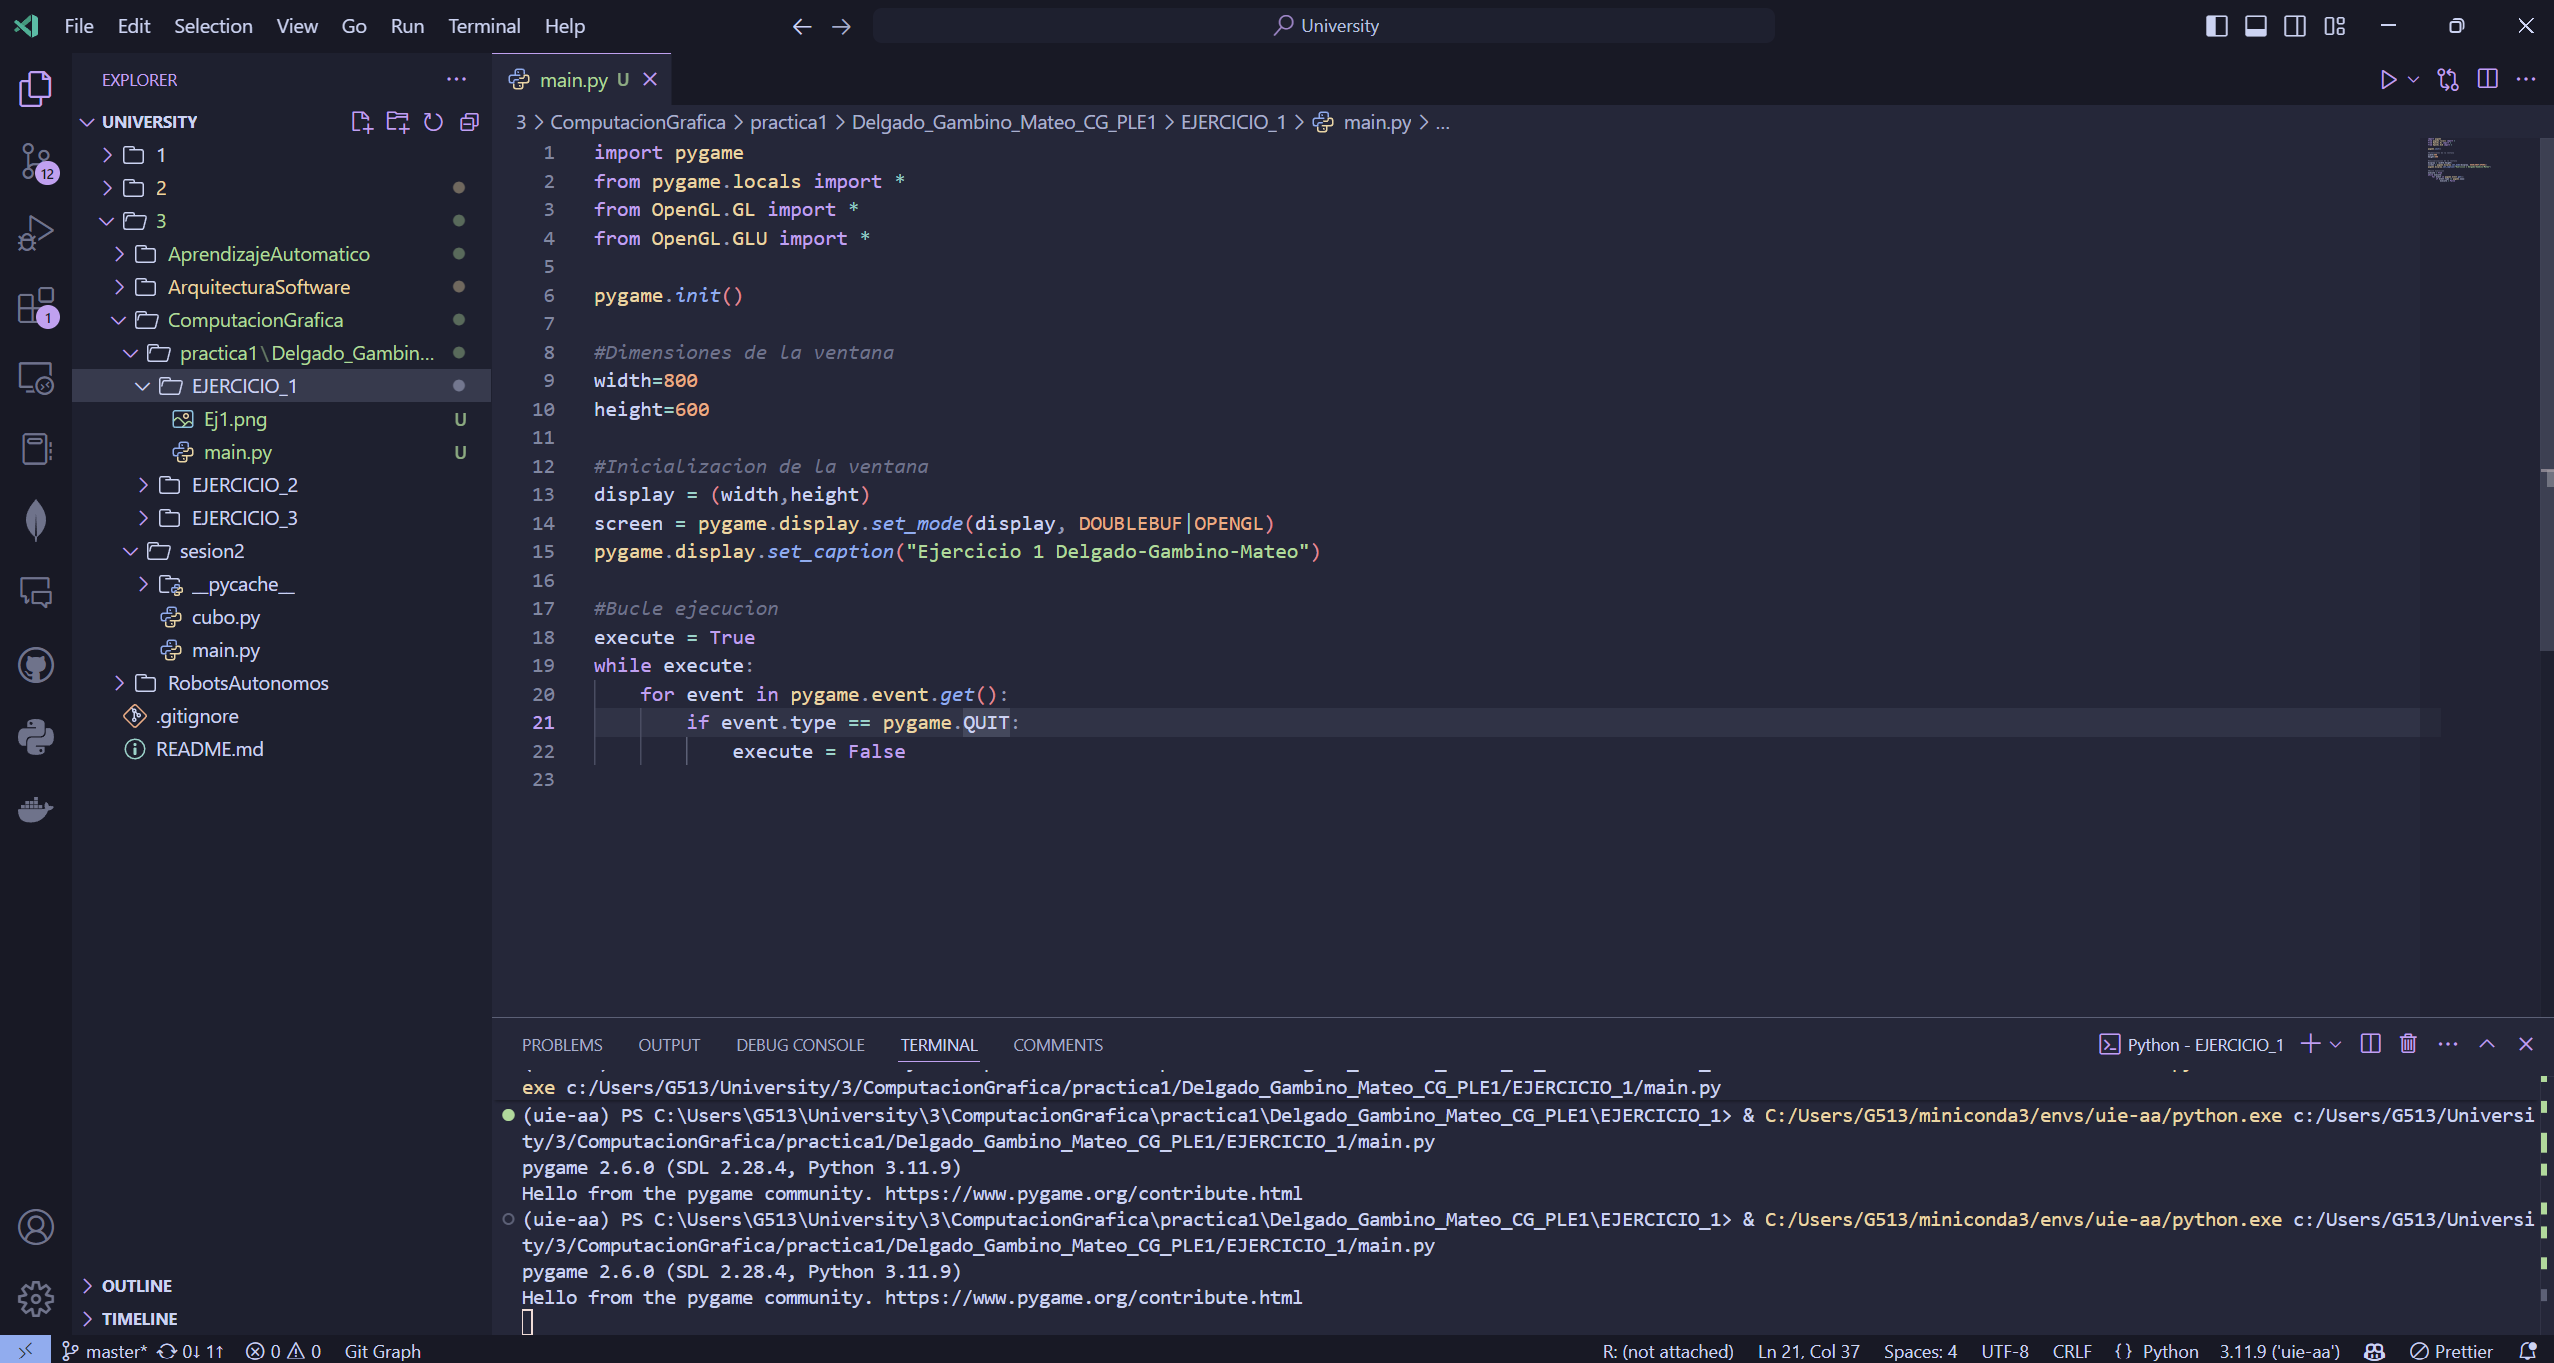 File Edit Selection View Go Run Terminal Help
University
EXPLORER
UNIVERSITY
1
2
3
AprendizajeAutomatico
ArquitecturaSoftware
ComputacionGrafica
practica1\Delgado_Gambin...
EJERCICIO_1
Ej1.png U
main.py U
EJERCICIO_2
EJERCICIO_3
sesion2
__pycache__
cubo.py
main.py
RobotsAutonomos
.gitignore
README.md
OUTLINE
TIMELINE
12
1
main.py U
3 > ComputacionGrafica > practica1 > Delgado_Gambino_Mateo_CG_PLE1 > EJERCICIO_1 > main.py > ...
1 import pygame
2 from pygame.locals import *
3 from OpenGL.GL import *
4 from OpenGL.GLU import *
5
6 pygame.init()
7
8 #Dimensiones de la ventana
9 width=800
10 height=600
11
12 #Inicializacion de la ventana
13 display = (width,height)
14 screen = pygame.display.set_mode(display, DOUBLEBUF|OPENGL)
15 pygame.display.set_caption("Ejercicio 1 Delgado-Gambino-Mateo")
16
17 #Bucle ejecucion
18 execute = True
19 while execute:
20 for event in pygame.event.get():
21 if event.type == pygame.QUIT:
22 execute = False
23
PROBLEMS OUTPUT DEBUG CONSOLE TERMINAL COMMENTS
Python - EJERCICIO_1
exe c:/Users/G513/University/3/ComputacionGrafica/practica1/Delgado_Gambino_Mateo_CG_PLE1/EJERCICIO_1/main.py
(uie-aa) PS C:\Users\G513\University\3\ComputacionGrafica\practica1\Delgado_Gambino_Mateo_CG_PLE1\EJERCICIO_1> & C:/Users/G513/miniconda3/envs/uie-aa/python.exe c:/Users/G513/Universi
ty/3/ComputacionGrafica/practica1/Delgado_Gambino_Mateo_CG_PLE1/EJERCICIO_1/main.py
pygame 2.6.0 (SDL 2.28.4, Python 3.11.9)
Hello from the pygame community. https://www.pygame.org/contribute.html
(uie-aa) PS C:\Users\G513\University\3\ComputacionGrafica\practica1\Delgado_Gambino_Mateo_CG_PLE1\EJERCICIO_1> & C:/Users/G513/miniconda3/envs/uie-aa/python.exe c:/Users/G513/Universi
ty/3/ComputacionGrafica/practica1/Delgado_Gambino_Mateo_CG_PLE1/EJERCICIO_1/main.py
pygame 2.6.0 (SDL 2.28.4, Python 3.11.9)
Hello from the pygame community. https://www.pygame.org/contribute.html
master* 0↓ 1↑ 0 0 Git Graph
R: (not attached) Ln 21, Col 37 Spaces: 4 UTF-8 CRLF {} Python 3.11.9 ('uie-aa') Prettier